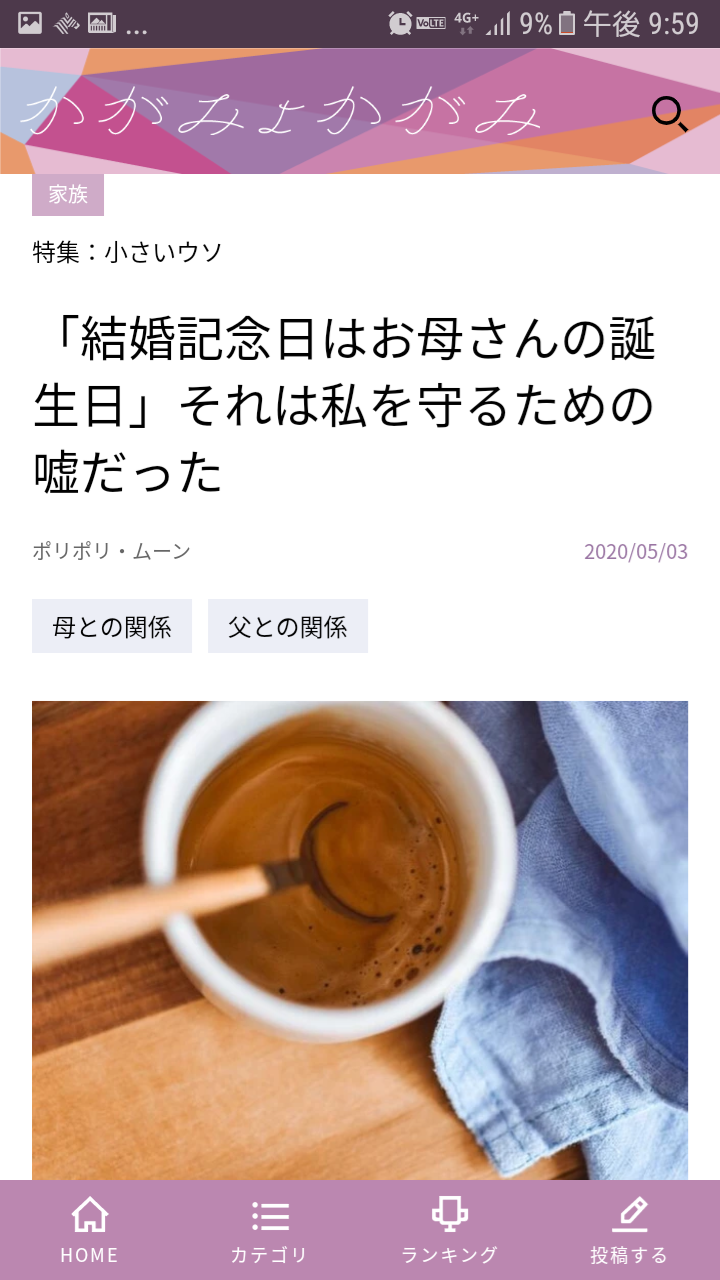 ... VoLTE 4G+ 9% 午後 9:59
かがみよかがみ
家族
特集：小さいウソ
「結婚記念日はお母さんの誕
生日」それは私を守るための
嘘だった
ポリポリ・ムーン 2020/05/03
母との関係 父との関係
HOME カテゴリ ランキング 投稿する